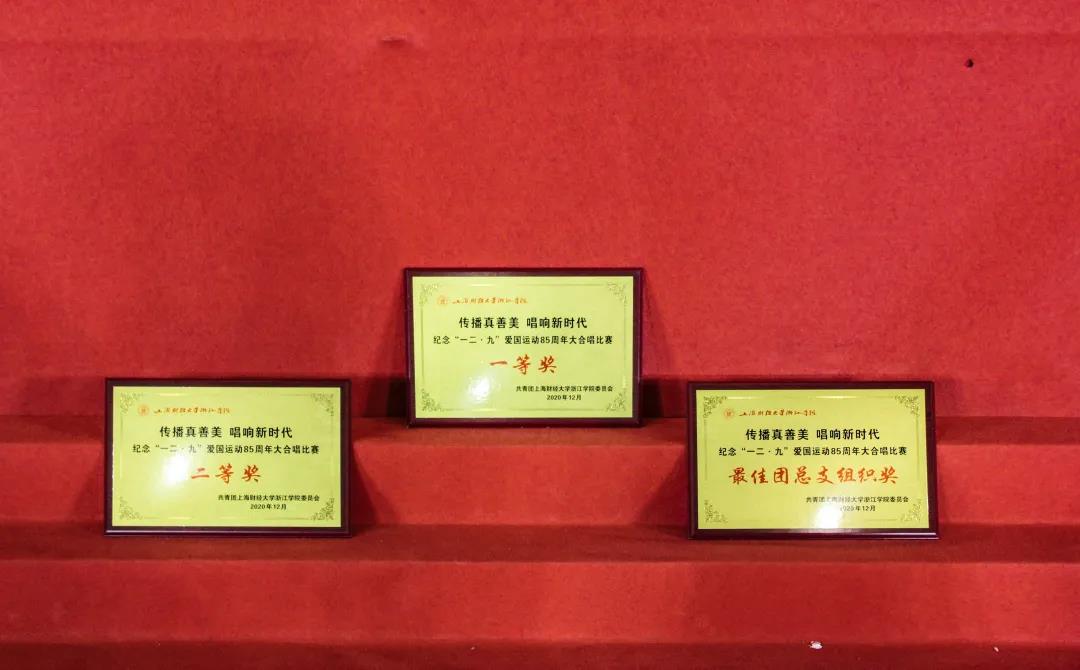 上海财经大学浙江学院
传播真善美 唱响新时代
纪念“一二·九”爱国运动85周年大合唱比赛
一等奖
共青团上海财经大学浙江学院委员会
2020年12月
上海财经大学浙江学院
传播真善美 唱响新时代
纪念“一二·九”爱国运动85周年大合唱比赛
二等奖
共青团上海财经大学浙江学院委员会
2020年12月
上海财经大学浙江学院
传播真善美 唱响新时代
纪念“一二·九”爱国运动85周年大合唱比赛
最佳团总支组织奖
共青团上海财经大学浙江学院委员会
2020年12月